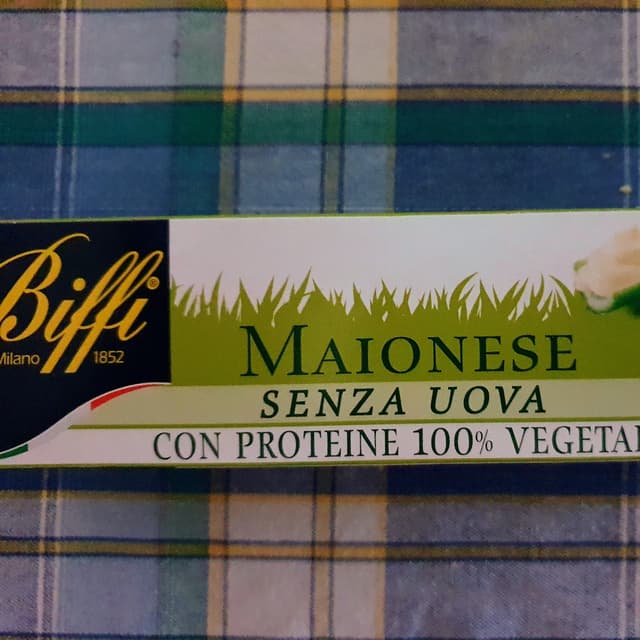 Biffi®
Milano 1852
MAIONESE
SENZA UOVA
CON PROTEINE 100% VEGETA